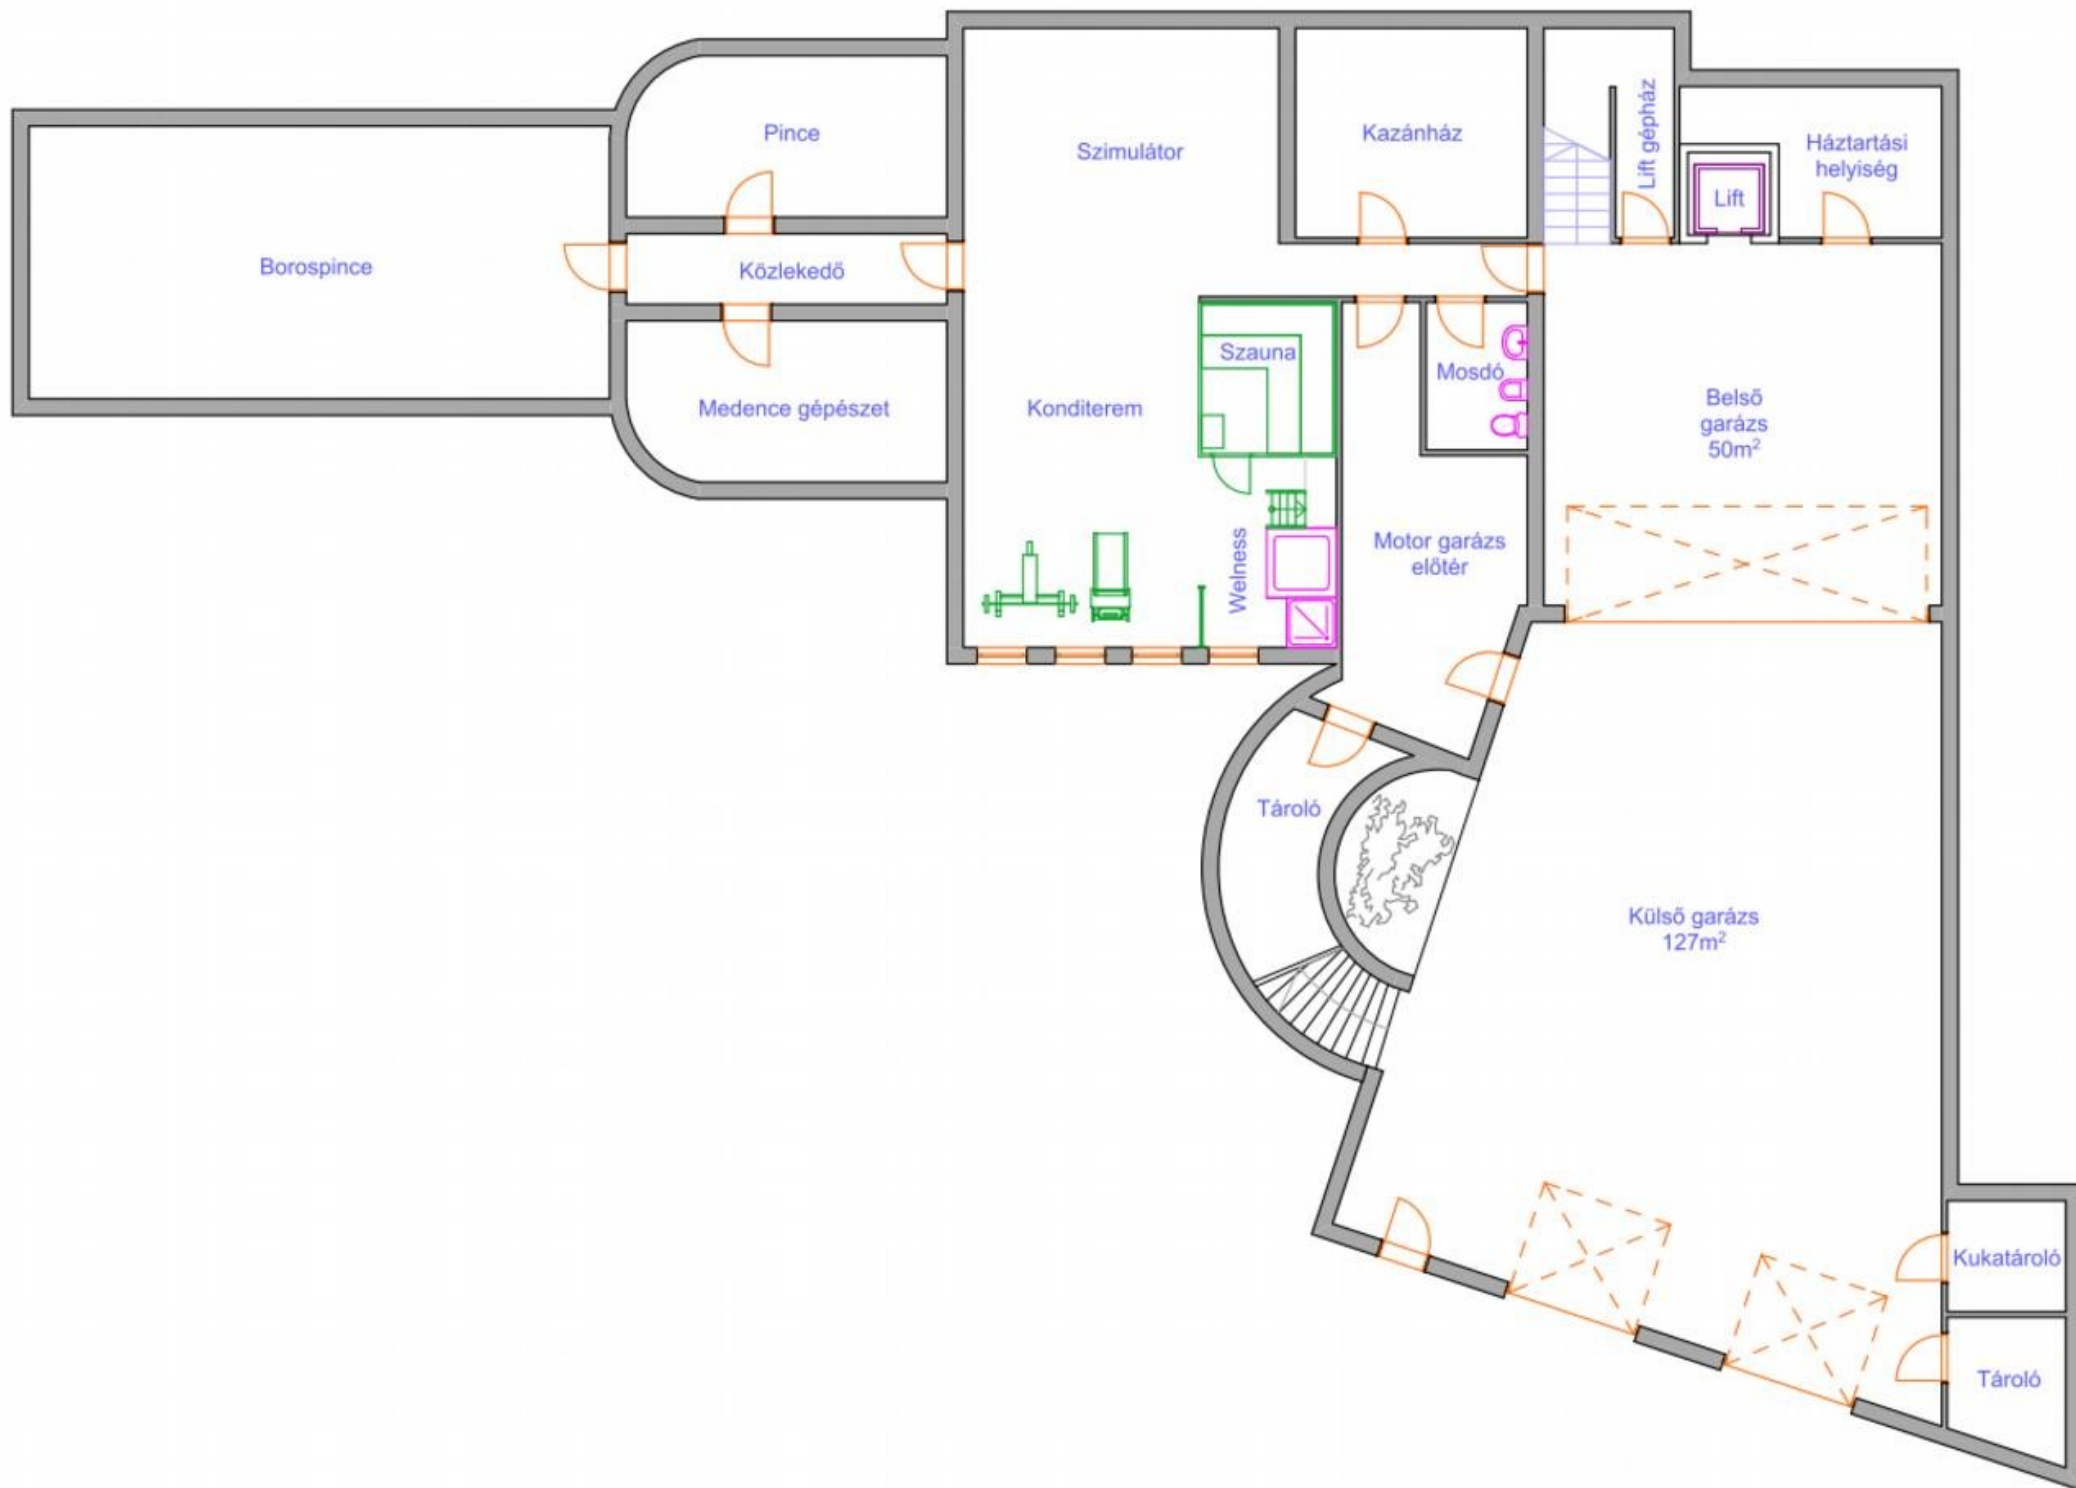 Pince
Szimulátor
Kazánház
Lift gépház
Lift
Háztartási
helyiség
Borospince
Közlekedő
Medence gépészet
Konditerem
Szauna
Mosdó
Belső
garázs
50m²
Welness
Motor garázs
előtér
Tároló
Külső garázs
127m²
Kukatároló
Tároló